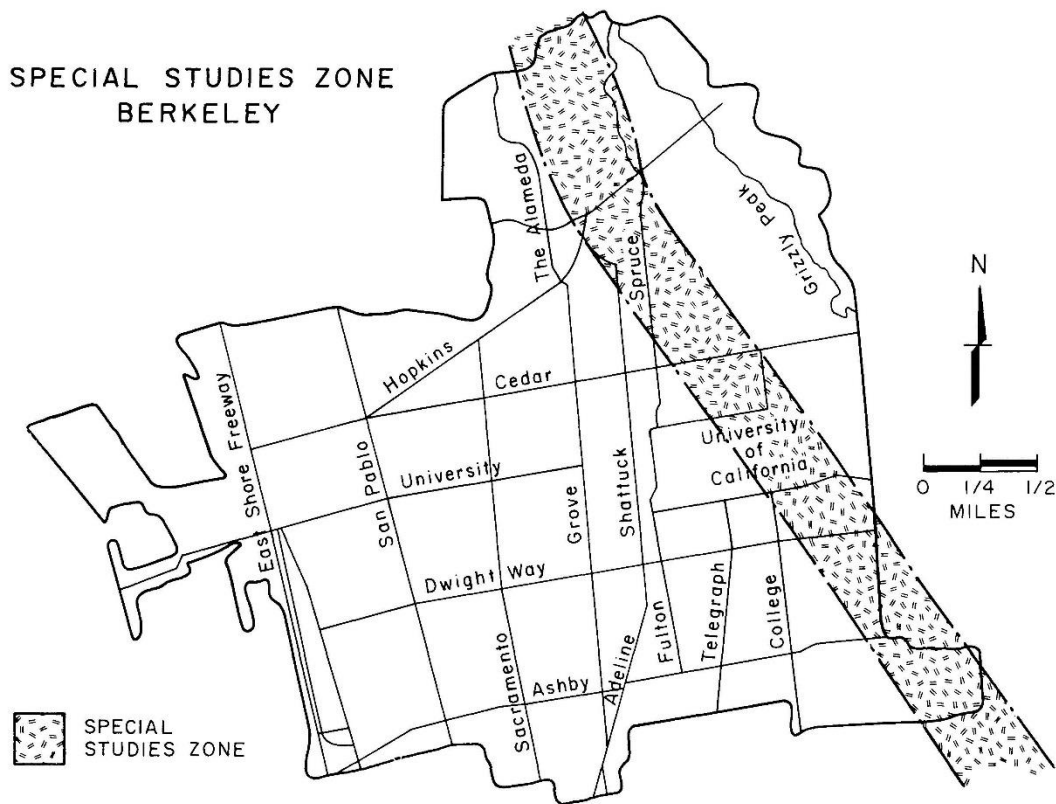 SPECIAL STUDIES ZONE
BERKELEY
The Alameda
Spruce
Grizzly Peak
N
Hopkins
Cedar
East Shore Freeway
San Pablo
University
Grove
Shattuck
University
of
California
0 1/4 1/2
MILES
Dwight Way
Sacramento
Ashby
Adeline
Fulton
Telegraph
College
SPECIAL
STUDIES ZONE